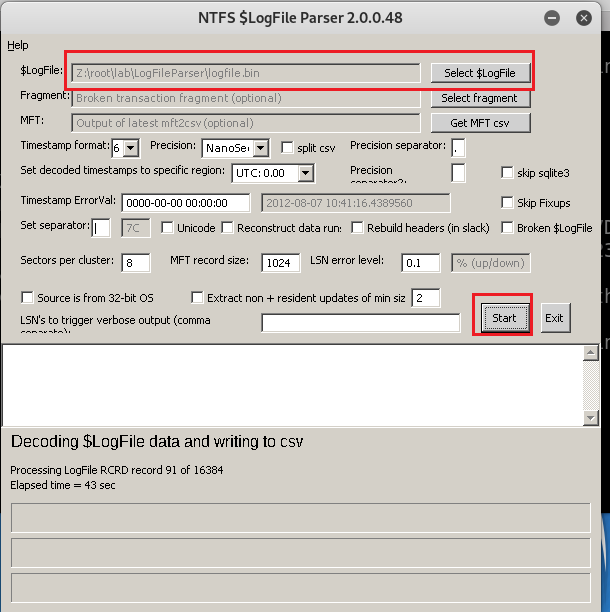 NTFS $LogFile Parser 2.0.0.48
Help
$LogFile: Z:\root\lab\LogFileParser\logfile.bin Select $LogFile
Fragment: Broken transaction fragment (optional) Select fragment
MFT: Output of latest mft2csv (optional) Get MFT csv
Timestamp format: 6 Precision: NanoSec split csv Precision separator: .
Set decoded timestamps to specific region: UTC: 0.00 Precision separator2: skip sqlite3
Timestamp ErrorVal: 0000-00-00 00:00:00 2012-08-07 10:41:16.4389560 Skip Fixups
Set separator: | 7C Unicode Reconstruct data runs Rebuild headers (in slack) Broken $LogFile
Sectors per cluster: 8 MFT record size: 1024 LSN error level: 0.1 % (up/down)
Source is from 32-bit OS Extract non + resident updates of min siz 2
LSN's to trigger verbose output (comma separate): Start Exit
Decoding $LogFile data and writing to csv
Processing LogFile RCRD record 91 of 16384
Elapsed time = 43 sec